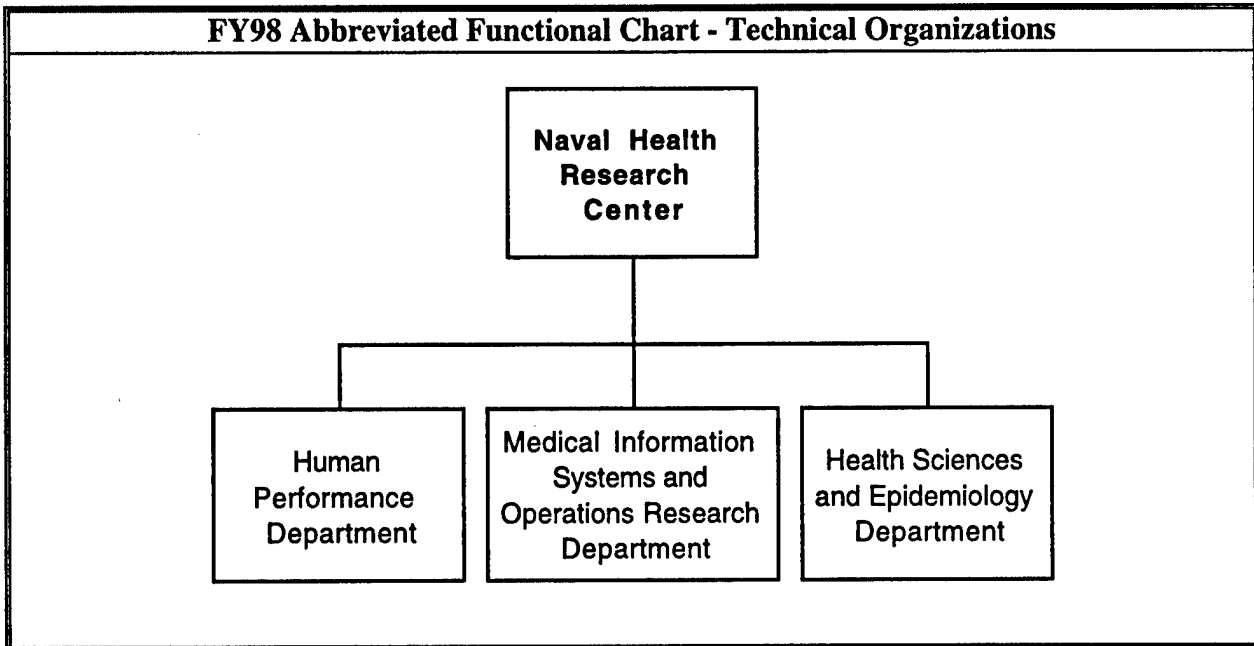 FY98 Abbreviated Functional Chart - Technical Organizations
Naval Health
Research
Center
Human
Performance
Department
Medical Information
Systems and
Operations Research
Department
Health Sciences
and Epidemiology
Department